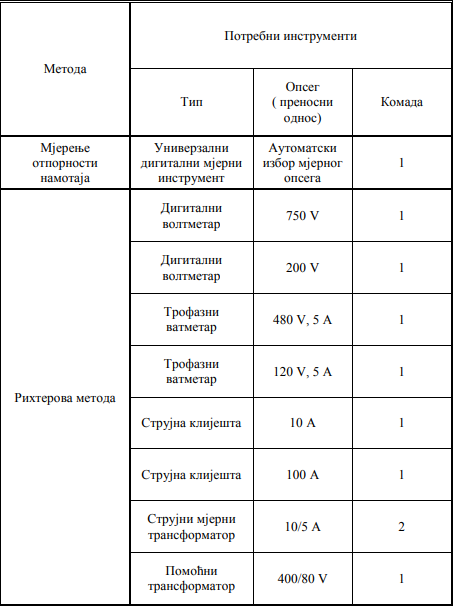 Метода
Потребни инструменти
Тип
Опсег
( преносни
однос)
Комада
Мјерење
отпорности
намотаја
Универзални
дигитални мјерни
инструмент
Аутоматски
избор мјерног
опсега
1
Рихтерова метода
Дигитални
волтметар
750 V
1
Дигитални
волтметар
200 V
1
Трофазни
ватметар
480 V, 5 A
1
Трофазни
ватметар
120 V, 5 A
1
Струјна клијешта
10 A
1
Струјна клијешта
100 A
1
Струјни мјерни
трансформатор
10/5 A
2
Помоћни
трансформатор
400/80 V
1